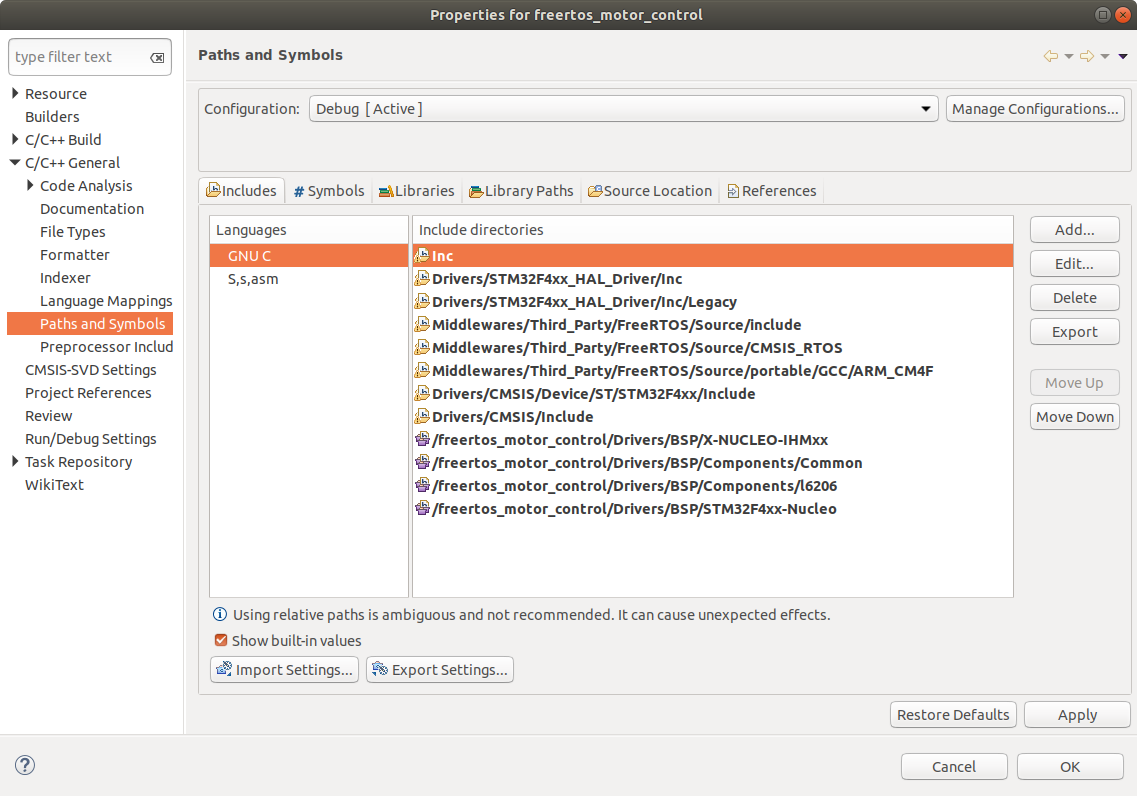 Properties for freertos_motor_control
type filter text
Resource
Builders
C/C++ Build
C/C++ General
Code Analysis
Documentation
File Types
Formatter
Indexer
Language Mappings
Paths and Symbols
Preprocessor Includ
CMSIS-SVD Settings
Project References
Review
Run/Debug Settings
Task Repository
WikiText
Paths and Symbols
Configuration: Debug [ Active ] Manage Configurations...
Includes # Symbols Libraries Library Paths Source Location References
Languages
GNU C
S,s,asm
Include directories
Inc
Drivers/STM32F4xx_HAL_Driver/Inc
Drivers/STM32F4xx_HAL_Driver/Inc/Legacy
Middlewares/Third_Party/FreeRTOS/Source/include
Middlewares/Third_Party/FreeRTOS/Source/CMSIS_RTOS
Middlewares/Third_Party/FreeRTOS/Source/portable/GCC/ARM_CM4F
Drivers/CMSIS/Device/ST/STM32F4xx/Include
Drivers/CMSIS/Include
/freertos_motor_control/Drivers/BSP/X-NUCLEO-IHMxx
/freertos_motor_control/Drivers/BSP/Components/Common
/freertos_motor_control/Drivers/BSP/Components/l6206
/freertos_motor_control/Drivers/BSP/STM32F4xx-Nucleo
Add...
Edit...
Delete
Export
Move Up
Move Down
Using relative paths is ambiguous and not recommended. It can cause unexpected effects.
Show built-in values
Import Settings... Export Settings...
Restore Defaults Apply
Cancel OK